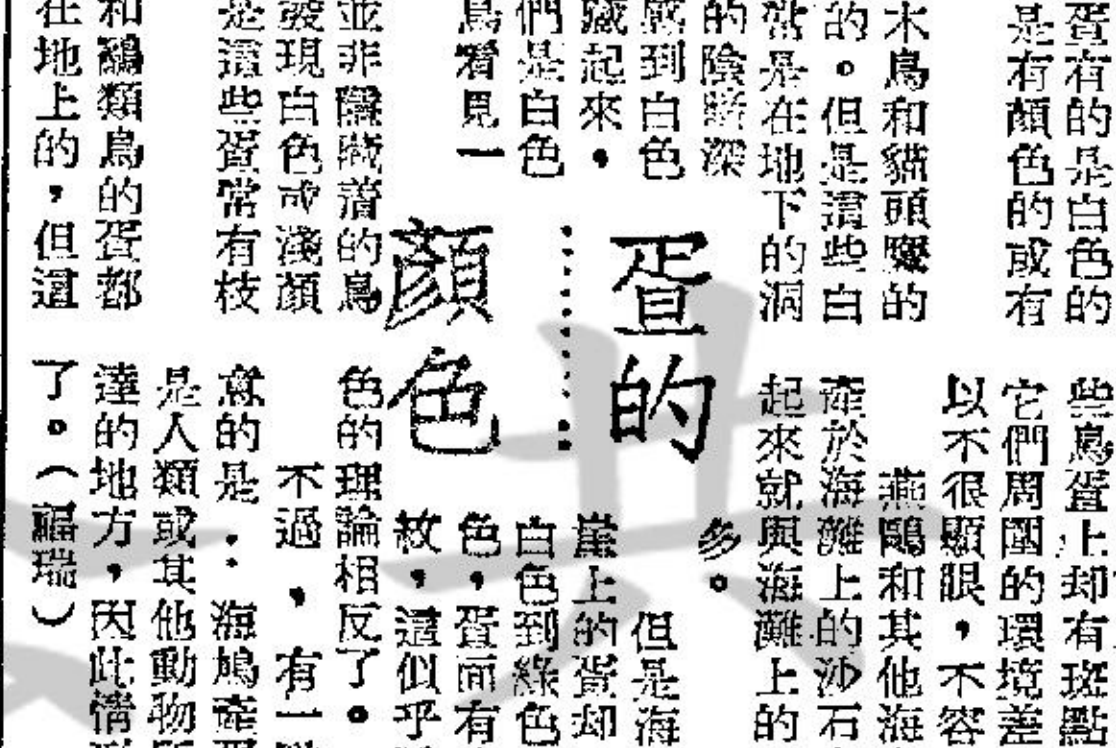 蛋有的是白色的
是有顏色的或有
木鳥和貓頭鷹的
的。但是這些白
常是在地下的洞
的陰暗深
到白色
藏起來，
們是白色
鳥看見一
並非隱藏着的鳥
發現白色或淺顏
是這些蛋常有枝
和類鳥的蛋都
在地上的，但這
蛋的
顏色
些鳥蛋上却有斑點
它們周圍的環境差
以不很顯眼，不容
燕鷗和其他海
產於海灘上的沙石
起來就與海灘上的
多。
但是海
崖上的蛋却
白色到綠色
色，蛋面有
枚，這似乎
色的理論相反了。
不過，有一
意的是：海鳩產
是人類或其他動物
達的地方，因此情
了。（福瑞）